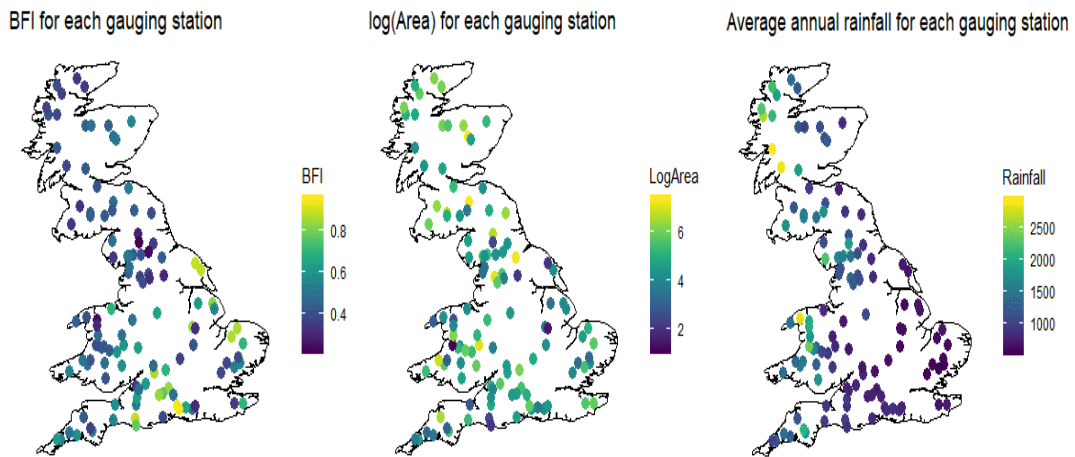 BFI for each gauging station
log(Area) for each gauging station
Average annual rainfall for each gauging station
BFI
0.8
0.6
0.4
LogArea
6
4
2
Rainfall
2500
2000
1500
1000